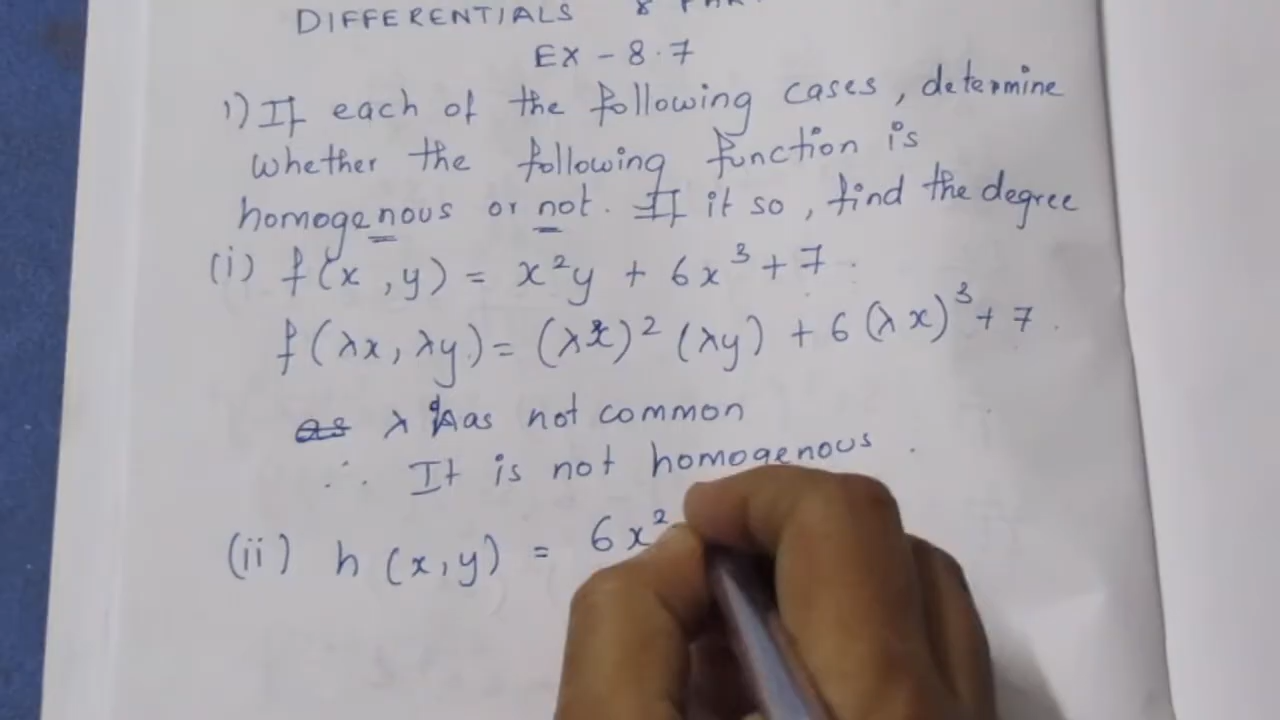 DIFFERENTIALS 8
EX - 8.7
1) If each of the following cases, determine
whether the following function is
homogenous or not. If it so, find the degree
(i) f(x, y) = x²y + 6x³ + 7.
f(λx, λy) = (λx)² (λy) + 6(λx)³ + 7.
as λ has not common
∴ It is not homogenous.
(ii) h (x, y) = 6x²